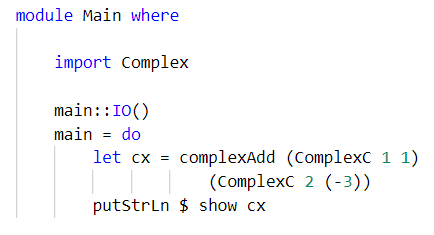 module Main where
import Complex
main::IO()
main = do
let cx = complexAdd (ComplexC 1 1)
(ComplexC 2 (-3))
putStrLn $ show cx